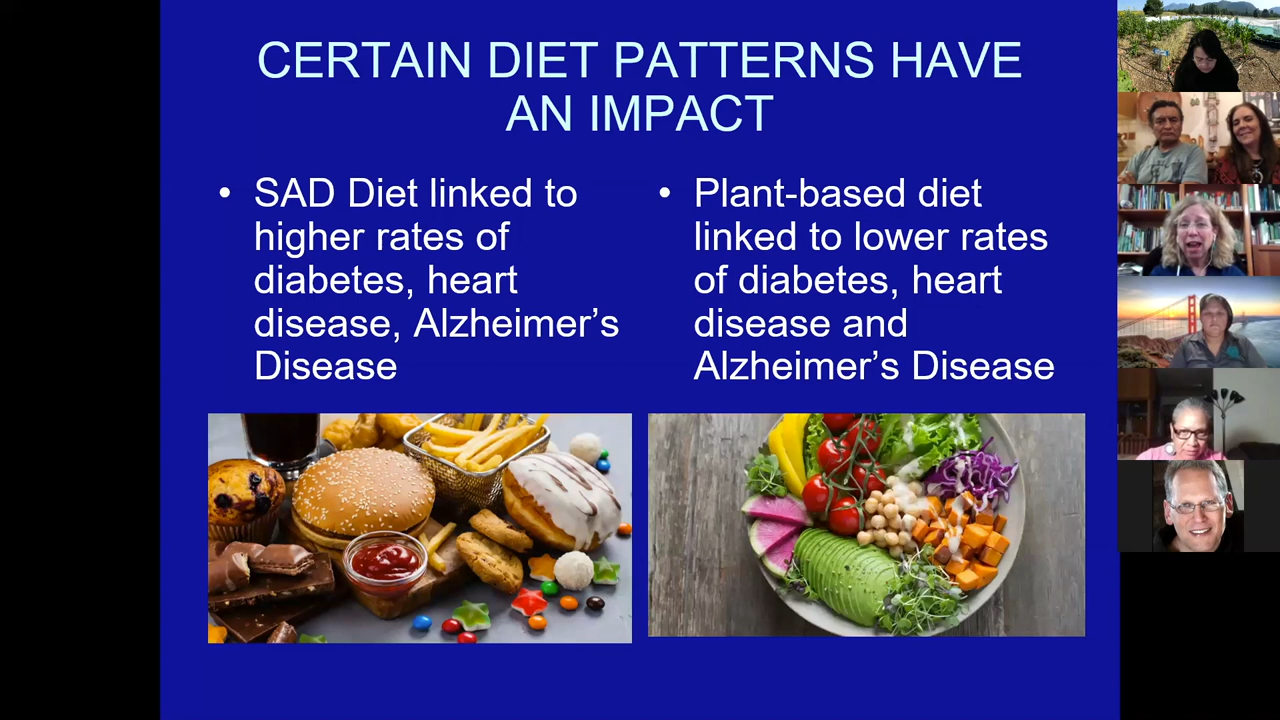 CERTAIN DIET PATTERNS HAVE
AN IMPACT
• SAD Diet linked to
higher rates of
diabetes, heart
disease, Alzheimer’s
Disease
• Plant-based diet
linked to lower rates
of diabetes, heart
disease and
Alzheimer’s Disease